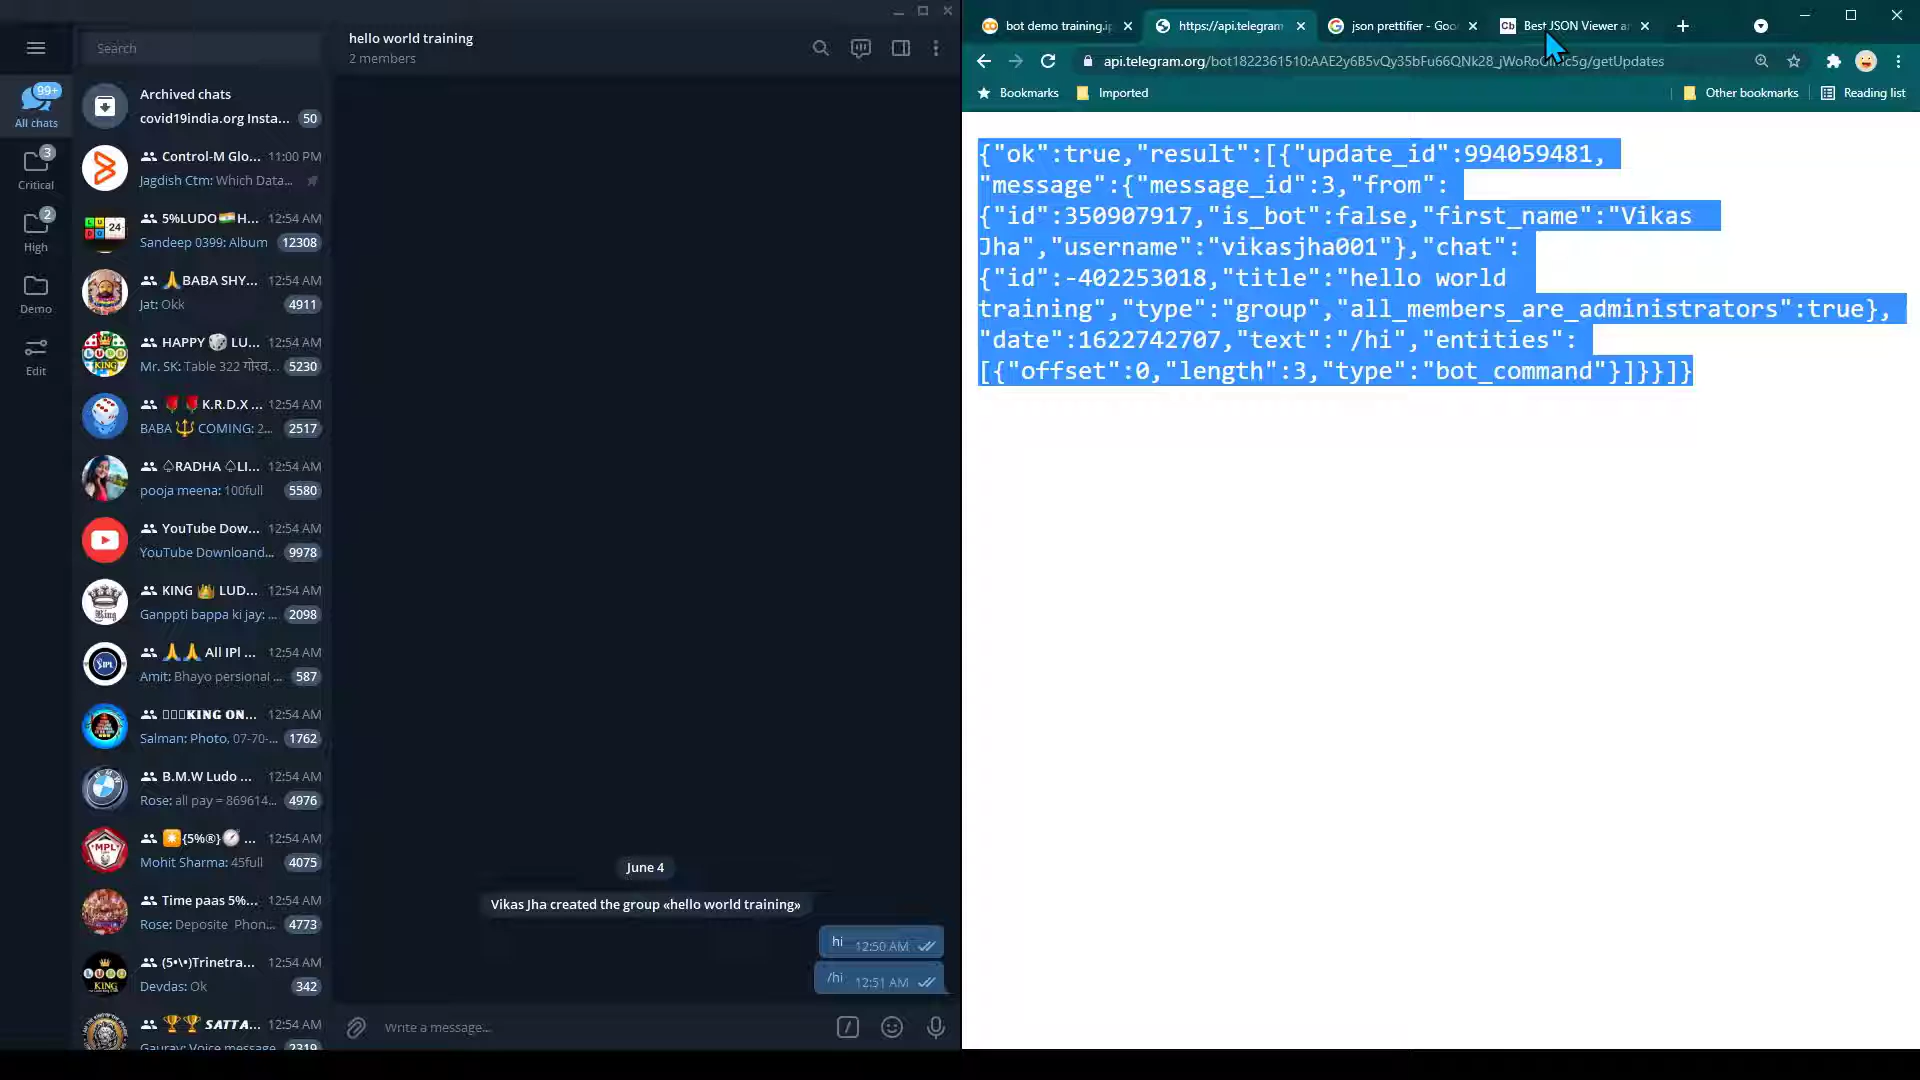 Search
hello world training
2 members
99+
All chats
3
Critical
2
High
Demo
Edit
Archived chats
covid19india.org Insta... 50
Control-M Glo... 11:00 PM
Jagdish Ctm: Which Data...
5%LUDO🇮🇳H... 12:54 AM
Sandeep 0399: Album 12308
🙏BABA SHY... 12:54 AM
Jat: Okk 4911
HAPPY 🎲 LU... 12:54 AM
Mr. SK: Table 322 गोरव... 5230
🌹🌹K.R.D.X ... 12:54 AM
BABA 🔱 COMING: 2... 2517
♤RADHA ♤LI... 12:54 AM
pooja meena: 100full 5580
YouTube Dow... 12:54 AM
YouTube Downloand... 9978
KING 👑 LUD... 12:54 AM
Ganppti bappa ki jay: ... 2098
🙏🙏 All IPl ... 12:54 AM
Amit: Bhayo persional ... 587
KING ON... 12:54 AM
Salman: Photo, 07-70-... 1762
B.M.W Ludo ... 12:54 AM
Rose: all pay = 869614... 4976
{5%®} ... 12:54 AM
Mohit Sharma: 45full 4075
Time paas 5%... 12:54 AM
Rose: Deposite Phon... 4773
(5•\•)Trinetra... 12:54 AM
Devdas: Ok 342
🏆🏆 SATTA... 12:54 AM
Gaurav: Voice message 2319
June 4
Vikas Jha created the group «hello world training»
hi 12:50 AM
/hi 12:51 AM
Write a message...
bot demo training.ip
https://api.telegram
json prettifier - Goo
Best JSON Viewer a
Bookmarks
Imported
Other bookmarks
Reading list
{"ok":true,"result":[{"update_id":994059481,
"message":{"message_id":3,"from":
{"id":350907917,"is_bot":false,"first_name":"Vikas
Jha","username":"vikasjha001"},"chat":
{"id":-402253018,"title":"hello world
training","type":"group","all_members_are_administrators":true},
"date":1622742707,"text":"/hi","entities":
[{"offset":0,"length":3,"type":"bot_command"}]}}]}